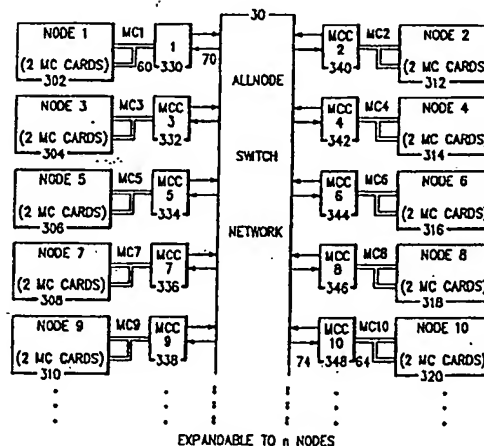 30
NODE 1
(2 MC CARDS)
302
MC1
60
1
330
70
ALLNODE
SWITCH
NETWORK
MCC
2
340
MC2
NODE 2
(2 MC CARDS)
312
NODE 3
(2 MC CARDS)
304
MC3
MCC
3
332
MCC
4
342
MC4
NODE 4
(2 MC CARDS)
314
NODE 5
(2 MC CARDS)
306
MC5
MCC
5
334
MCC
6
344
MC6
NODE 6
(2 MC CARDS)
316
NODE 7
(2 MC CARDS)
308
MC7
MCC
7
336
MCC
8
346
MC8
NODE 8
(2 MC CARDS)
318
NODE 9
(2 MC CARDS)
310
MC9
MCC
9
338
74
MCC
10
348
MC10
64
NODE 10
(2 MC CARDS)
320
EXPANDABLE TO n NODES